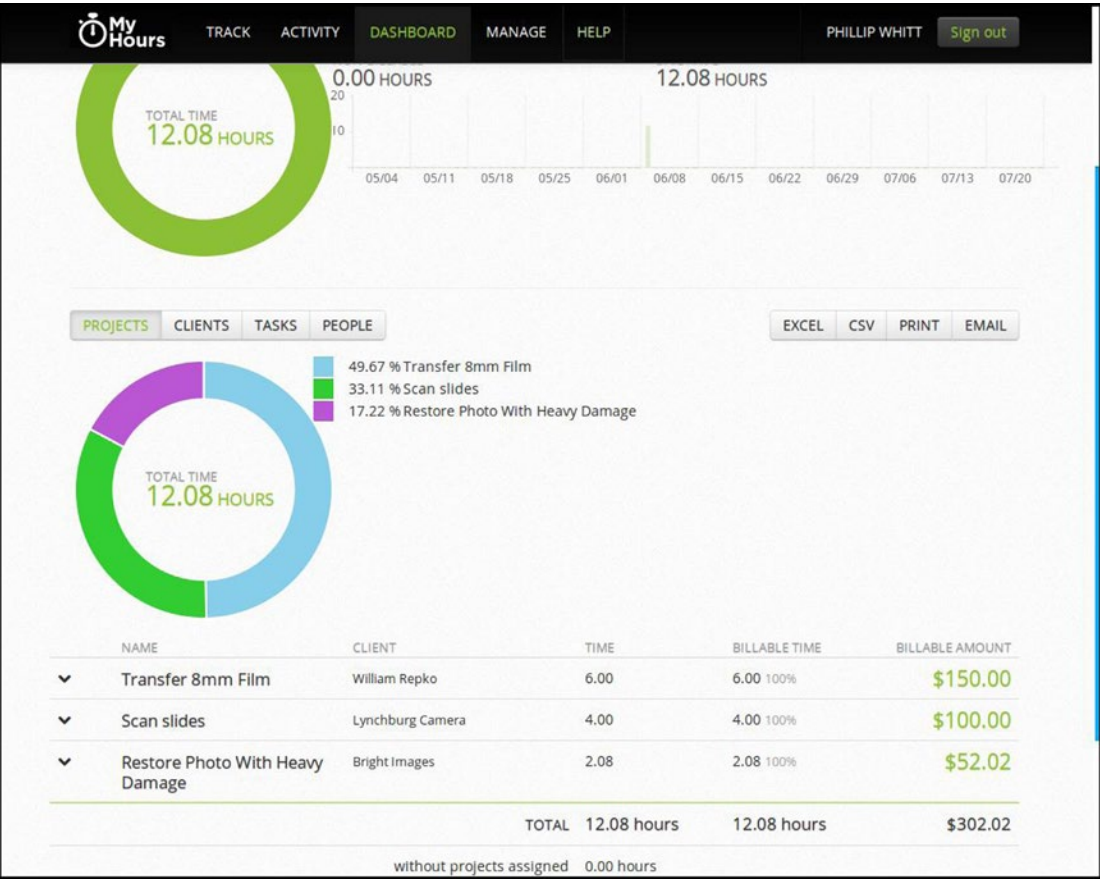 My Hours
TRACK ACTIVITY DASHBOARD MANAGE HELP PHILLIP WHITT Sign out
0.00 HOURS 12.08 HOURS
20
10
TOTAL TIME
12.08 HOURS
05/04 05/11 05/18 05/25 06/01 06/08 06/15 06/22 06/29 07/06 07/13 07/20
PROJECTS CLIENTS TASKS PEOPLE EXCEL CSV PRINT EMAIL
49.67 % Transfer 8mm Film
33.11 % Scan slides
17.22 % Restore Photo With Heavy Damage
TOTAL TIME
12.08 HOURS
NAME CLIENT TIME BILLABLE TIME BILLABLE AMOUNT
Transfer 8mm Film William Repko 6.00 6.00 100% $150.00
Scan slides Lynchburg Camera 4.00 4.00 100% $100.00
Restore Photo With Heavy Bright Images 2.08 2.08 100% $52.02
Damage
TOTAL 12.08 hours 12.08 hours $302.02
without projects assigned 0.00 hours